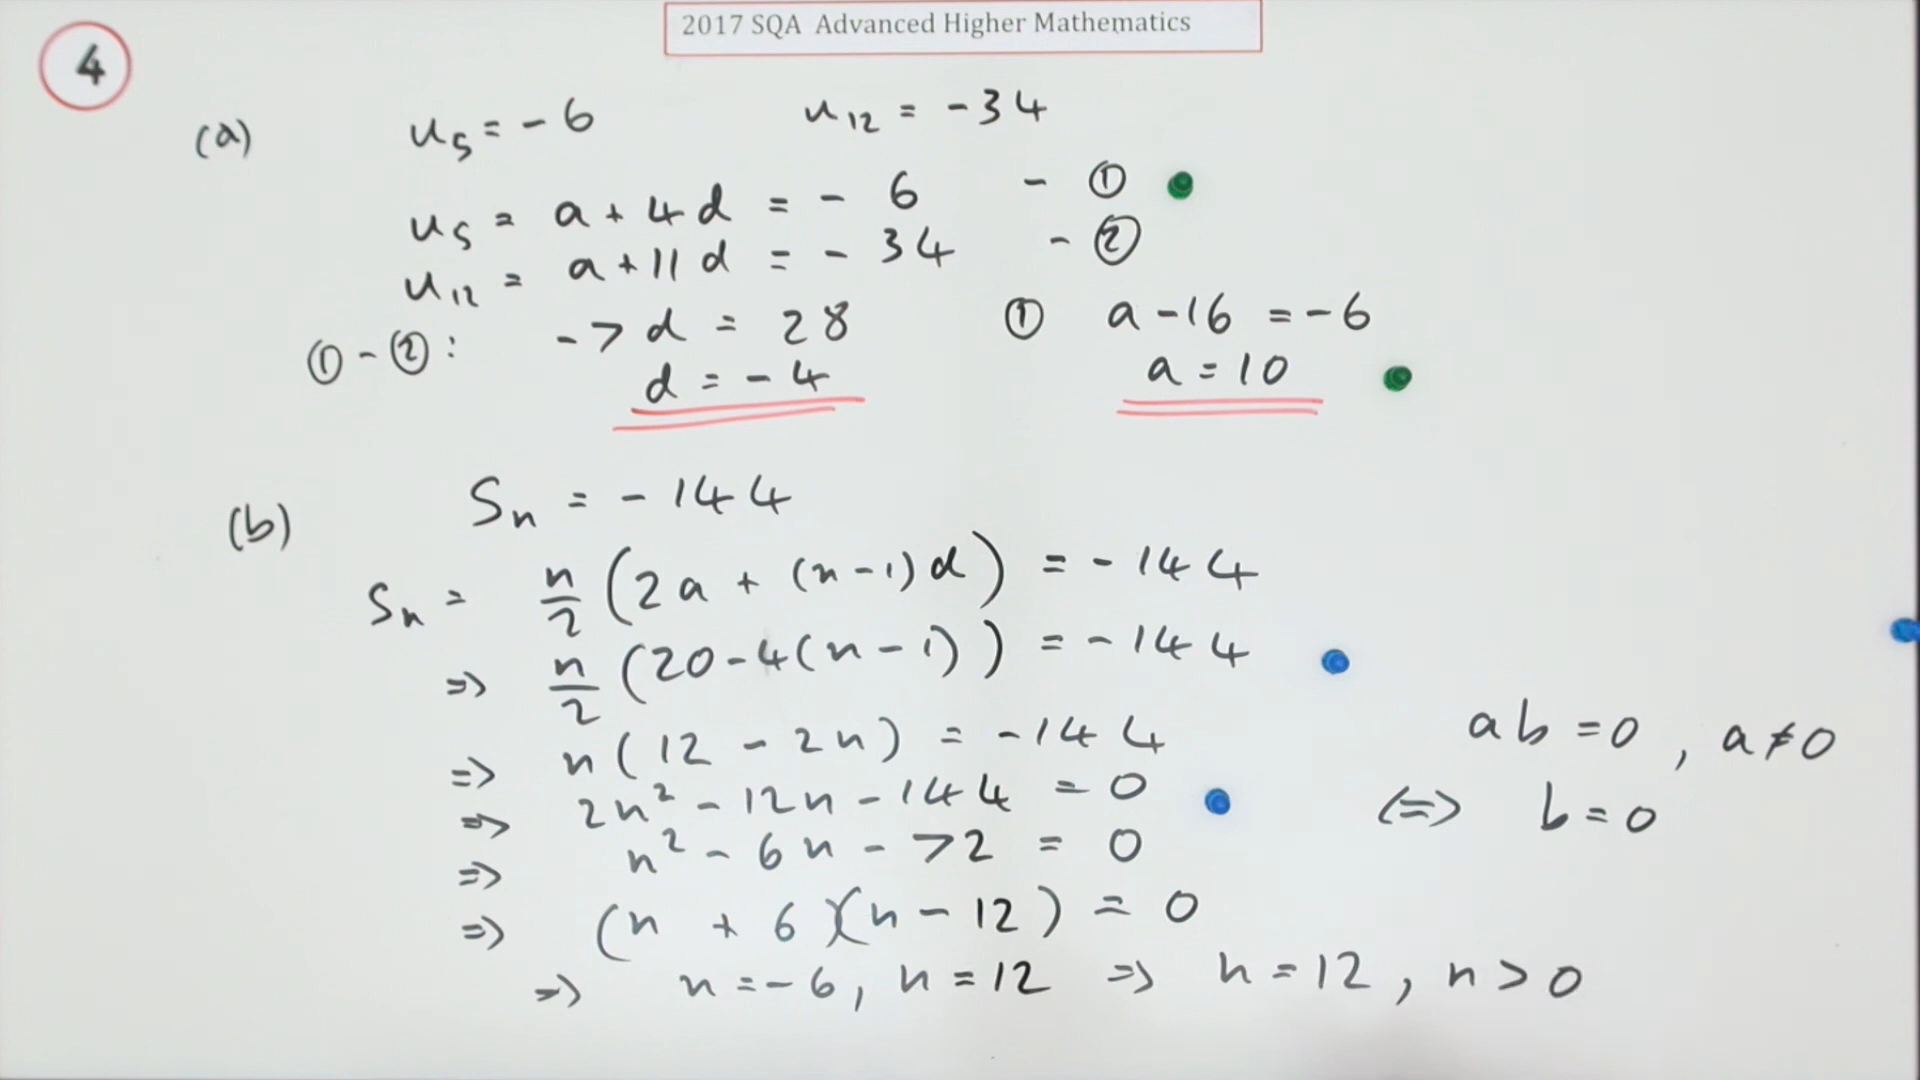 2017 SQA Advanced Higher Mathematics
4
(a) u₅ = - 6 u₁₂ = - 34
u₅ = a + 4d = - 6 - ①
u₁₂ = a + 11d = - 34 - ②
① - ② : - 7d = 28 ① a - 16 = - 6
d = - 4 a = 10
(b) Sₙ = - 144
Sₙ = n/2 (2a + (n - 1)d) = - 144
=> n/2 (20 - 4(n - 1)) = - 144
=> n(12 - 2n) = - 144 ab = 0 , a ≠ 0
=> 2n² - 12n - 144 = 0 <=> b = 0
=> n² - 6n - 72 = 0
=> (n + 6)(n - 12) = 0
=> n = - 6, n = 12 => n = 12 , n > 0